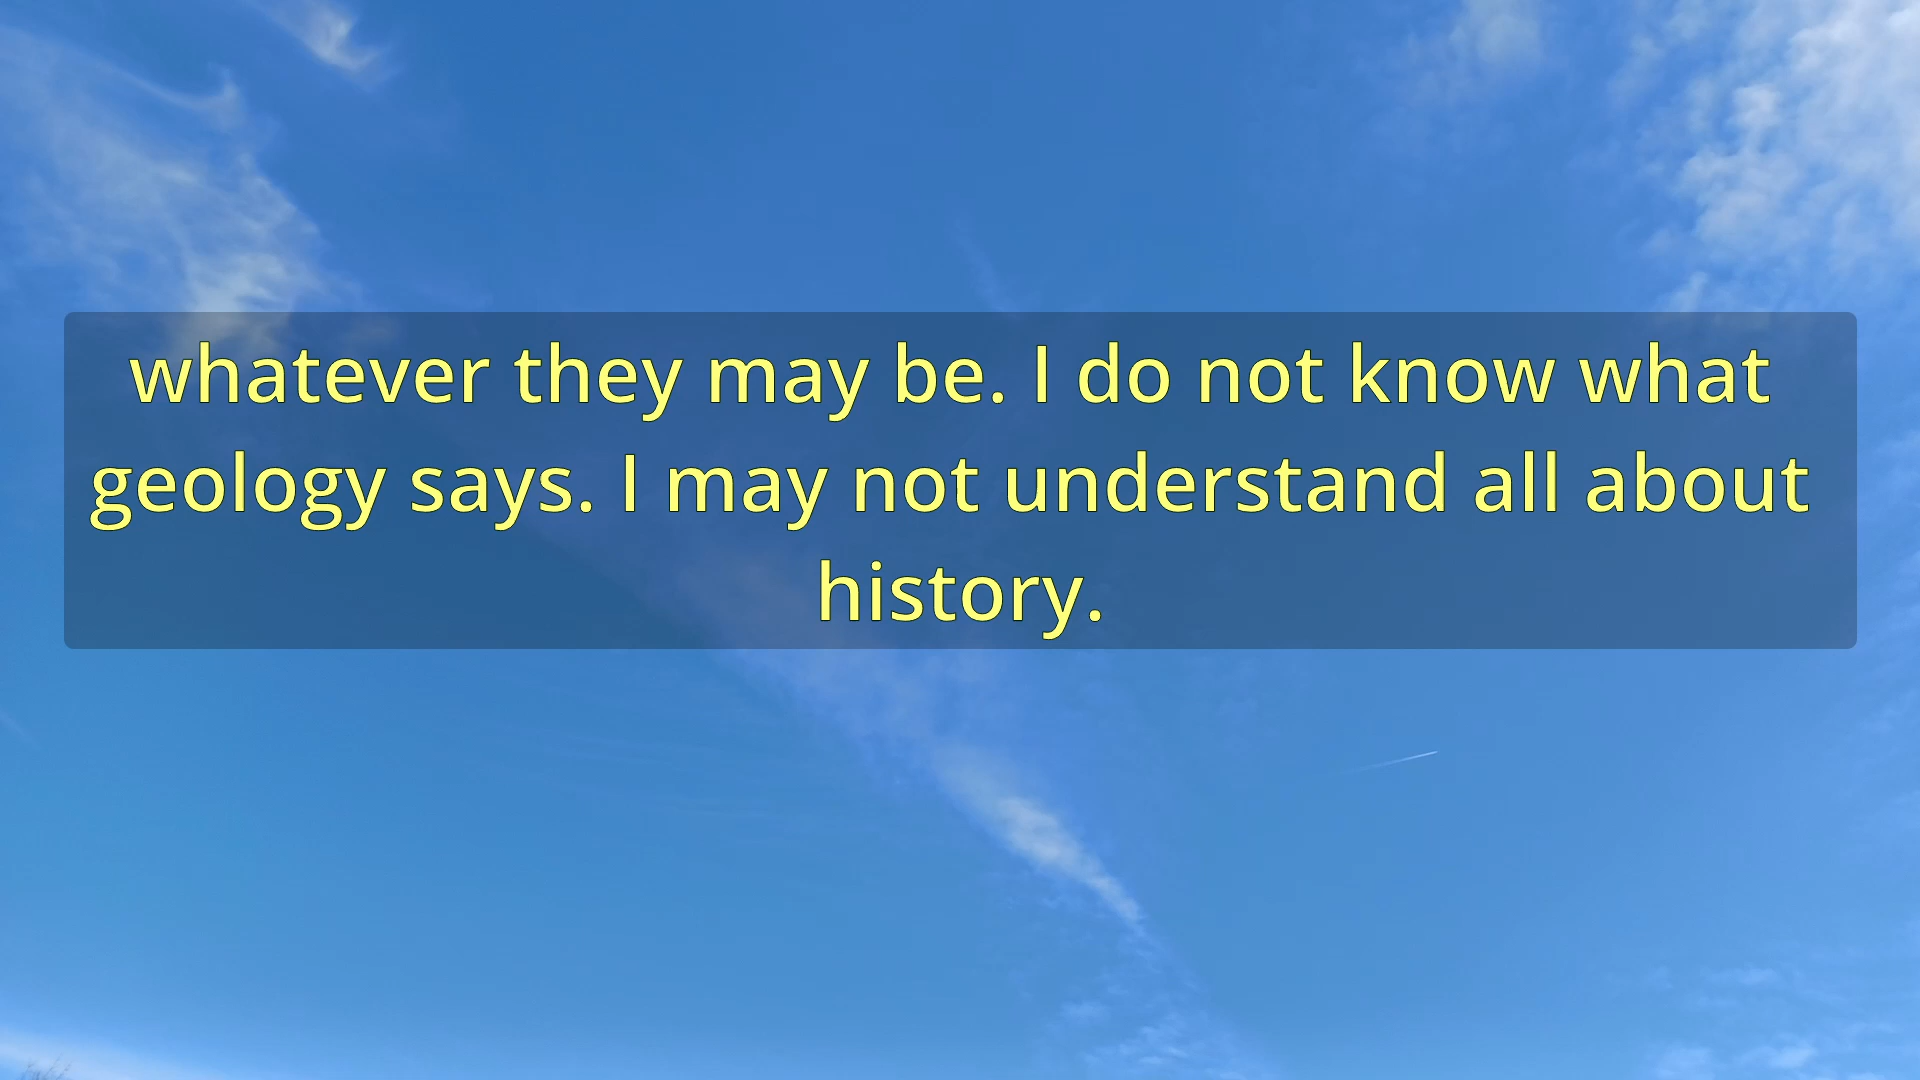 whatever they may be. I do not know what
geology says. I may not understand all about
history.